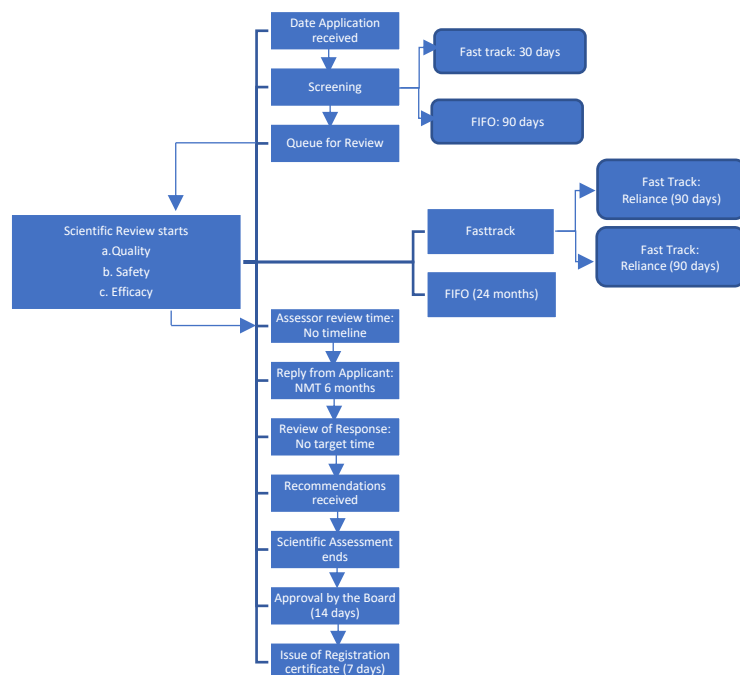 Date Application
received
Fast track: 30 days
Screening
FIFO: 90 days
Queue for Review
Scientific Review starts
a.Quality
b. Safety
c. Efficacy
Fasttrack
Fast Track:
Reliance (90 days)
Fast Track:
Reliance (90 days)
FIFO (24 months)
Assessor review time:
No timeline
Reply from Applicant:
NMT 6 months
Review of Response:
No target time
Recommendations
received
Scientific Assessment
ends
Approval by the Board
(14 days)
Issue of Registration
certificate (7 days)